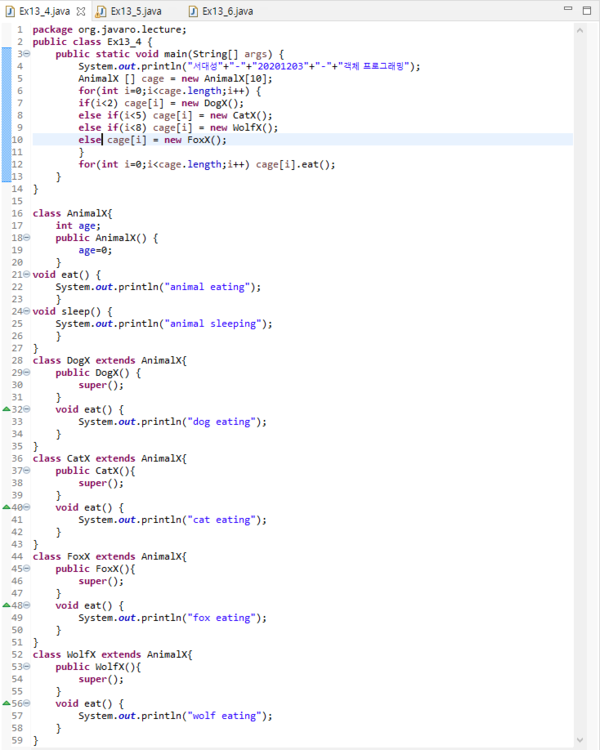 Ex13_4.java Ex13_5.java Ex13_6.java
1 package org.javaro.lecture;
2 public class Ex13_4 {
3 public static void main(String[] args) {
4 System.out.println("서대성"+"-"+"20201203"+"-"+"객체 프로그래밍");
5 AnimalX [] cage = new AnimalX[10];
6 for(int i=0;i<cage.length;i++) {
7 if(i<2) cage[i] = new DogX();
8 else if(i<5) cage[i] = new CatX();
9 else if(i<8) cage[i] = new WolfX();
10 else cage[i] = new FoxX();
11 }
12 for(int i=0;i<cage.length;i++) cage[i].eat();
13 }
14 }
15
16 class AnimalX{
17 int age;
18 public AnimalX() {
19 age=0;
20 }
21 void eat() {
22 System.out.println("animal eating");
23 }
24 void sleep() {
25 System.out.println("animal sleeping");
26 }
27 }
28 class DogX extends AnimalX{
29 public DogX() {
30 super();
31 }
32 void eat() {
33 System.out.println("dog eating");
34 }
35 }
36 class CatX extends AnimalX{
37 public CatX(){
38 super();
39 }
40 void eat() {
41 System.out.println("cat eating");
42 }
43 }
44 class FoxX extends AnimalX{
45 public FoxX(){
46 super();
47 }
48 void eat() {
49 System.out.println("fox eating");
50 }
51 }
52 class WolfX extends AnimalX{
53 public WolfX(){
54 super();
55 }
56 void eat() {
57 System.out.println("wolf eating");
58 }
59 }